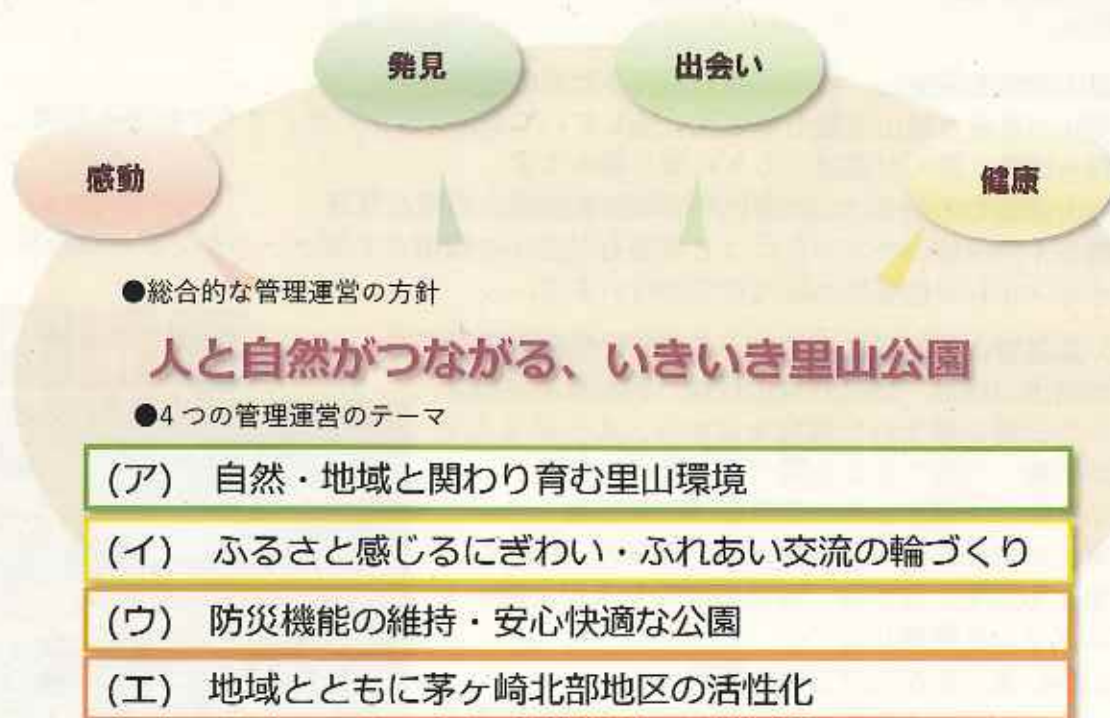 発見
出会い
感動
健康
●総合的な管理運営の方針
人と自然がつながる、いきいき里山公園
●4つの管理運営のテーマ
(ア) 自然・地域と関わり育む里山環境
(イ) ふるさと感じるにぎわい・ふれあい交流の輪づくり
(ウ) 防災機能の維持・安心快適な公園
(エ) 地域とともに茅ヶ崎北部地区の活性化